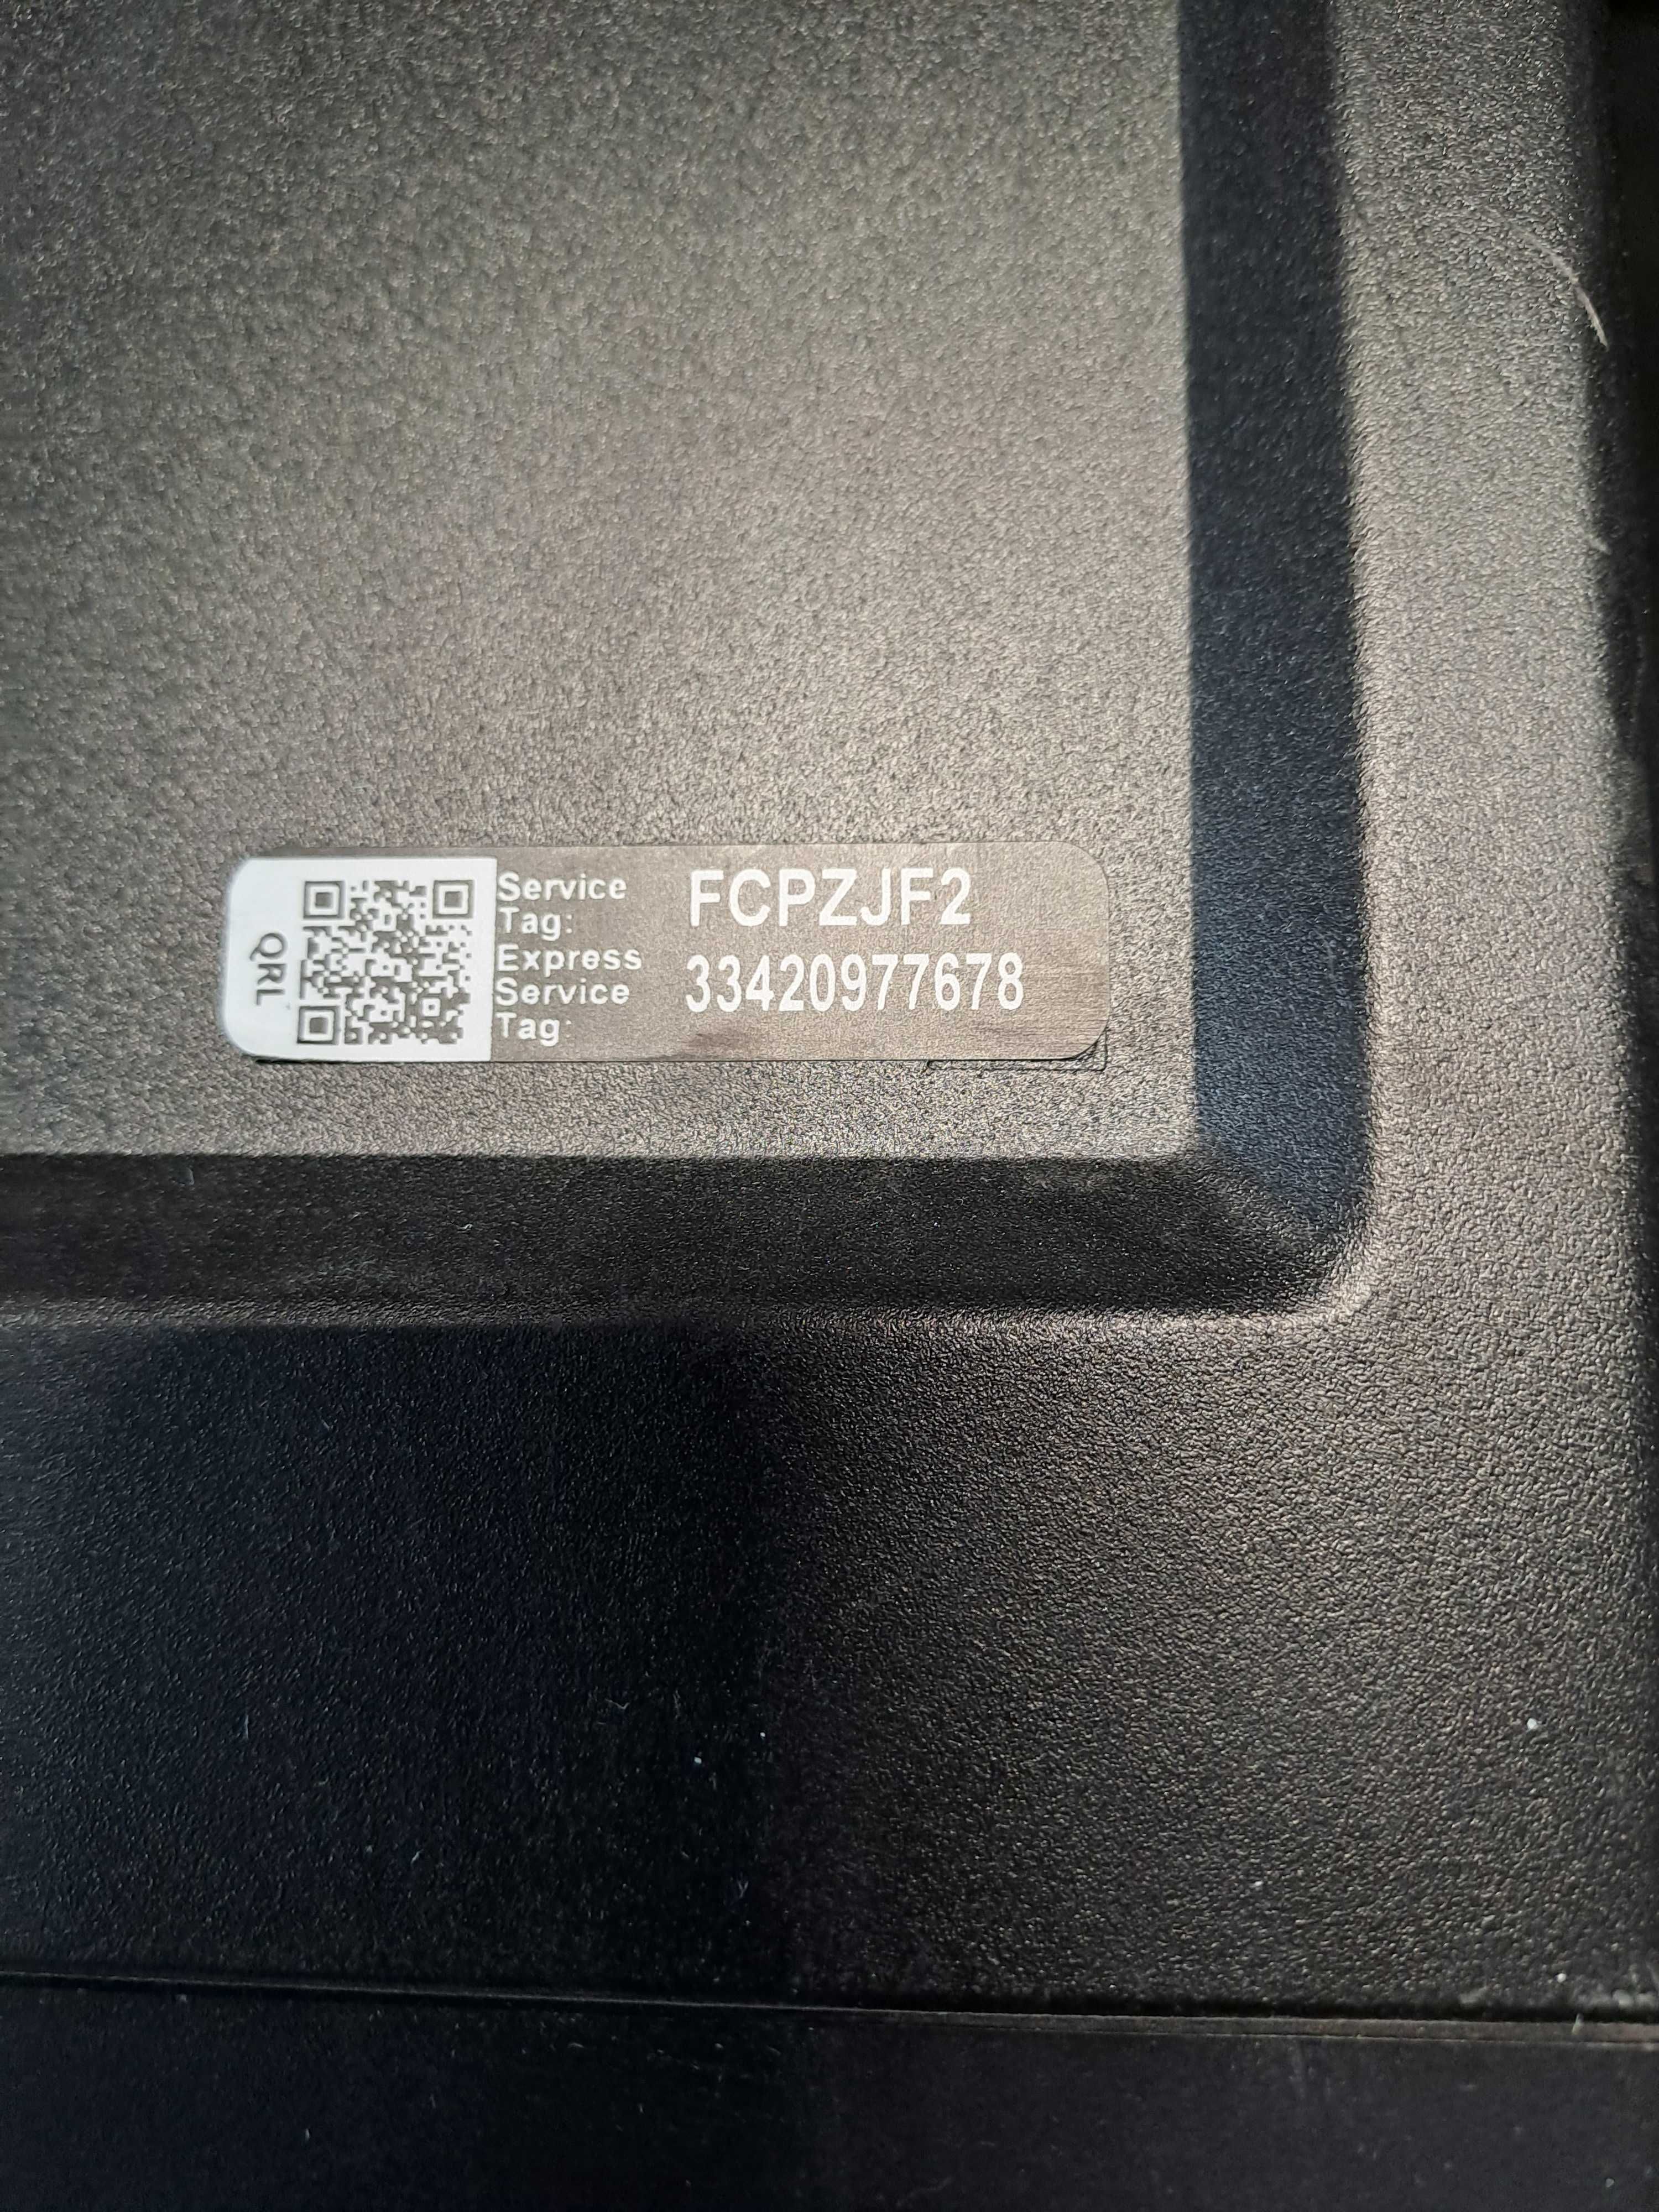 QRL
Service
Tag:
FCPZJF2
Express
Service
Tag:
33420977678